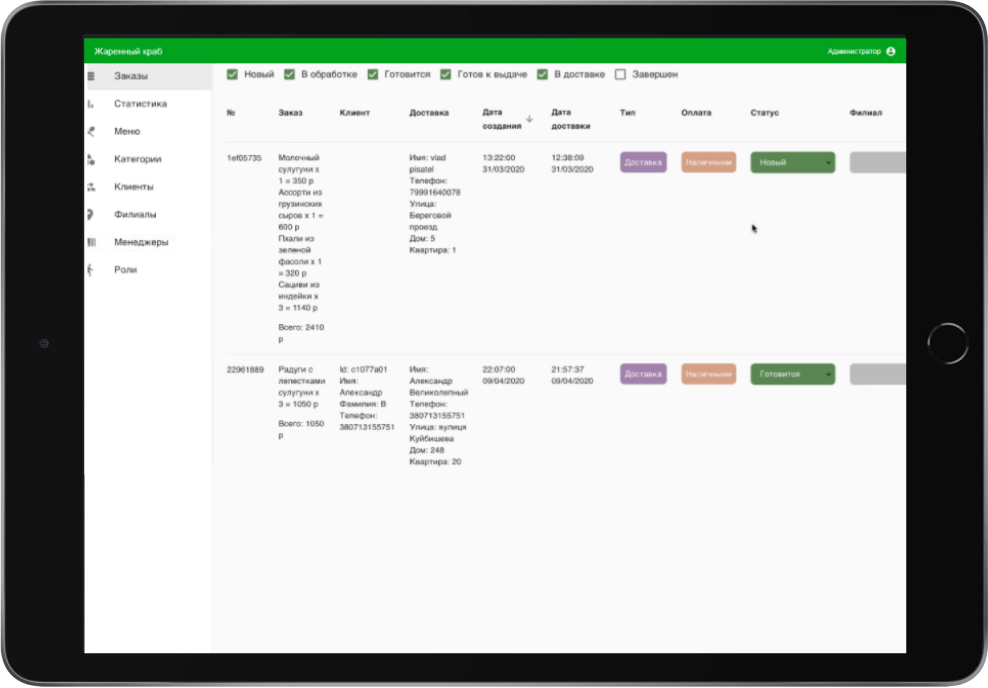 Жаренный краб
Администратор
Заказы
Статистика
Меню
Категории
Клиенты
Филиалы
Менеджеры
Роли
Новый В обработке Готовится Готов к выдаче В доставке Завершен
№ Заказ Клиент Доставка Дата создания Дата доставки Тип Оплата Статус Филиал
1ef05735
Молочный
сулугуни х
1 = 350 р
Ассорти из
грузинских
сыров х 1 =
600 р
Пхали из
зеленой
фасоли х 1
= 320 р
Сациви из
индейки х
3 = 1140 р
Всего: 2410
р
Имя: vlad
pisatel
Телефон:
79991640078
Улица:
Береговой
проезд
Дом: 5
Квартира: 1
13:22:00
31/03/2020
12:38:09
31/03/2020
Доставка
Наличными
Новый
22961889
Радуги с
лепестками
сулугуни х
3 = 1050 р
Всего: 1050
р
Id: c1077a01
Имя:
Александр
Фамилия: В
Телефон:
380713155751
Имя:
Александр
Великолепный
Телефон:
380713155751
Улица: вулиця
Куйбишева
Дом: 248
Квартира: 20
22:07:00
09/04/2020
21:57:37
09/04/2020
Доставка
Наличными
Готовится